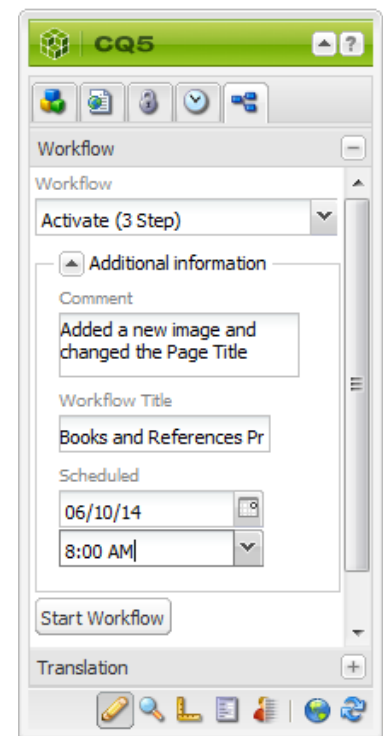 CQ5
?
Workflow
Workflow
Activate (3 Step)
Additional information
Comment
Added a new image and
changed the Page Title
Workflow Title
Books and References Pr
Scheduled
06/10/14
8:00 AM
Start Workflow
Translation